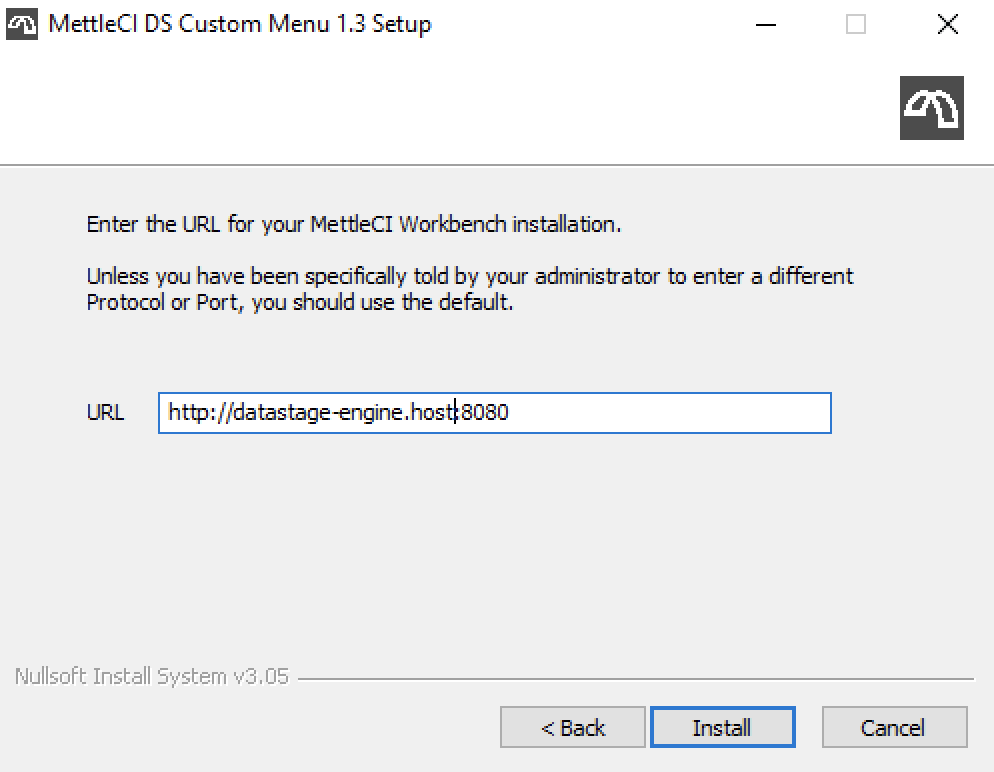 MettleCI DS Custom Menu 1.3 Setup
Enter the URL for your MettleCI Workbench installation.
Unless you have been specifically told by your administrator to enter a different
Protocol or Port, you should use the default.
URL http://datastage-engine.host:8080
Nullsoft Install System v3.05
< Back Install Cancel